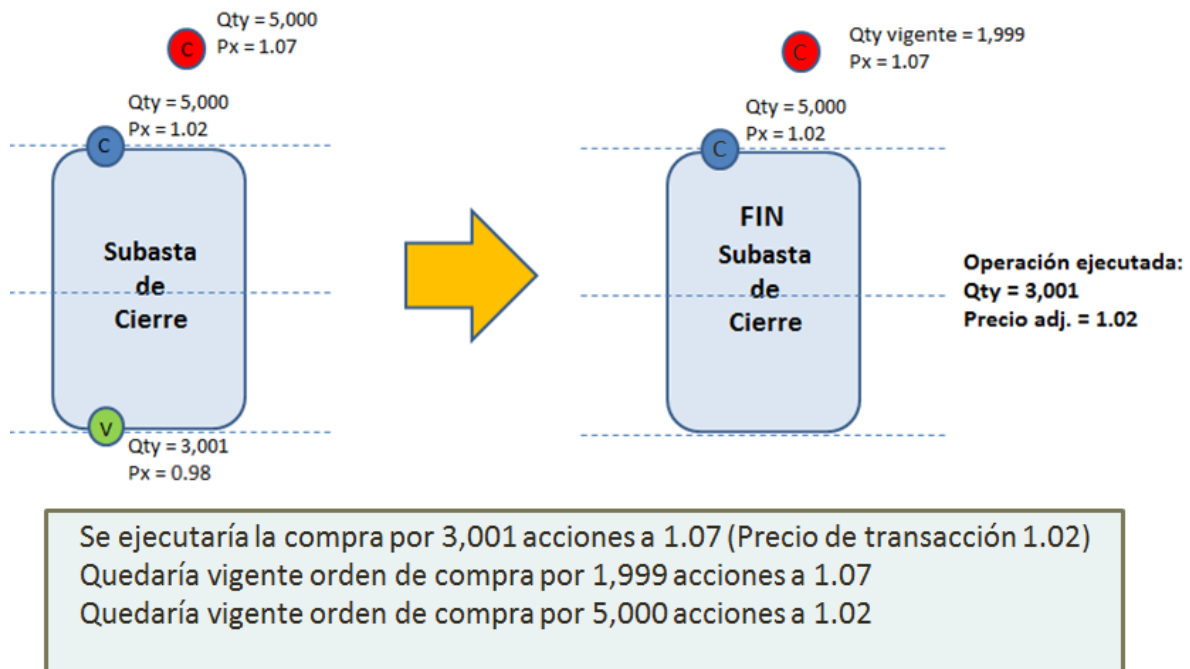 Qty = 5,000
Px = 1.07
C
Qty = 5,000
Px = 1.02
C
Subasta
de
Cierre
V
Qty = 3,001
Px = 0.98
Qty vigente = 1,999
Px = 1.07
C
Qty = 5,000
Px = 1.02
C
FIN
Subasta
de
Cierre
Operación ejecutada:
Qty = 3,001
Precio adj. = 1.02
Se ejecutaría la compra por 3,001 acciones a 1.07 (Precio de transacción 1.02)
Quedaría vigente orden de compra por 1,999 acciones a 1.07
Quedaría vigente orden de compra por 5,000 acciones a 1.02